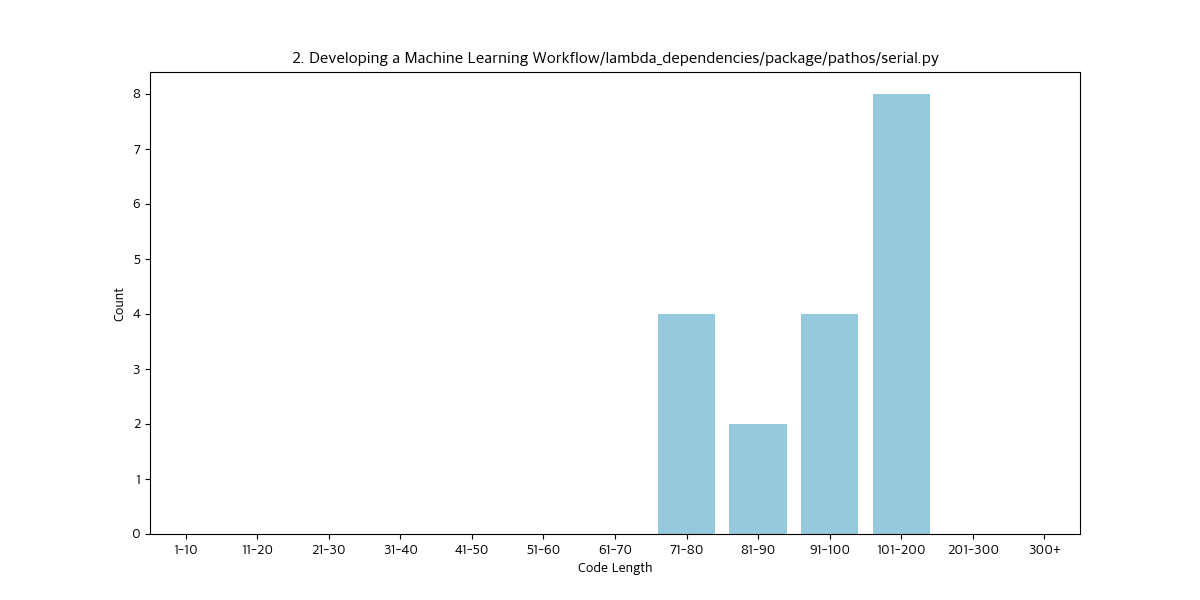 2. Developing a Machine Learning Workflow/lambda_dependencies/package/pathos/serial.py
8
7
6
5
4
3
2
1
0
Count
1-10 11-20 21-30 31-40 41-50 51-60 61-70 71-80 81-90 91-100 101-200 201-300 300+
Code Length